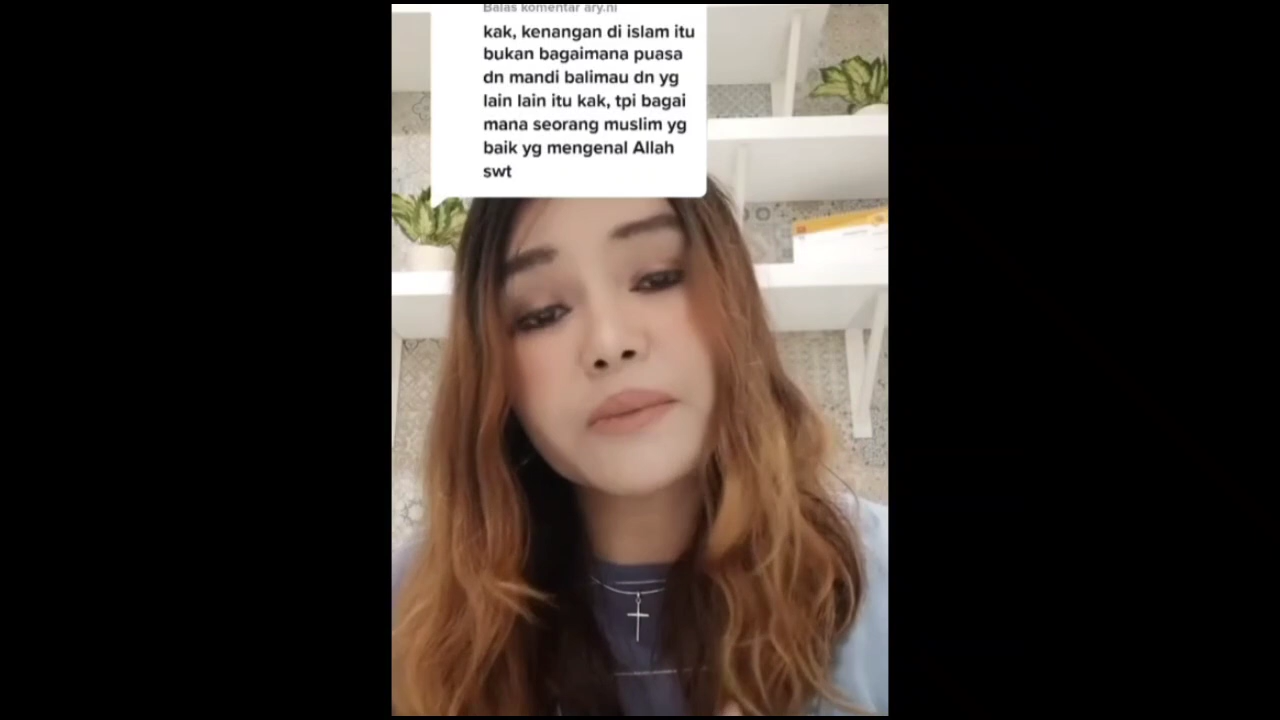 Balas komentar ary.ni
kak, kenangan di islam itu
bukan bagaimana puasa
dn mandi balimau dn yg
lain lain itu kak, tpi bagai
mana seorang muslim yg
baik yg mengenal Allah
swt